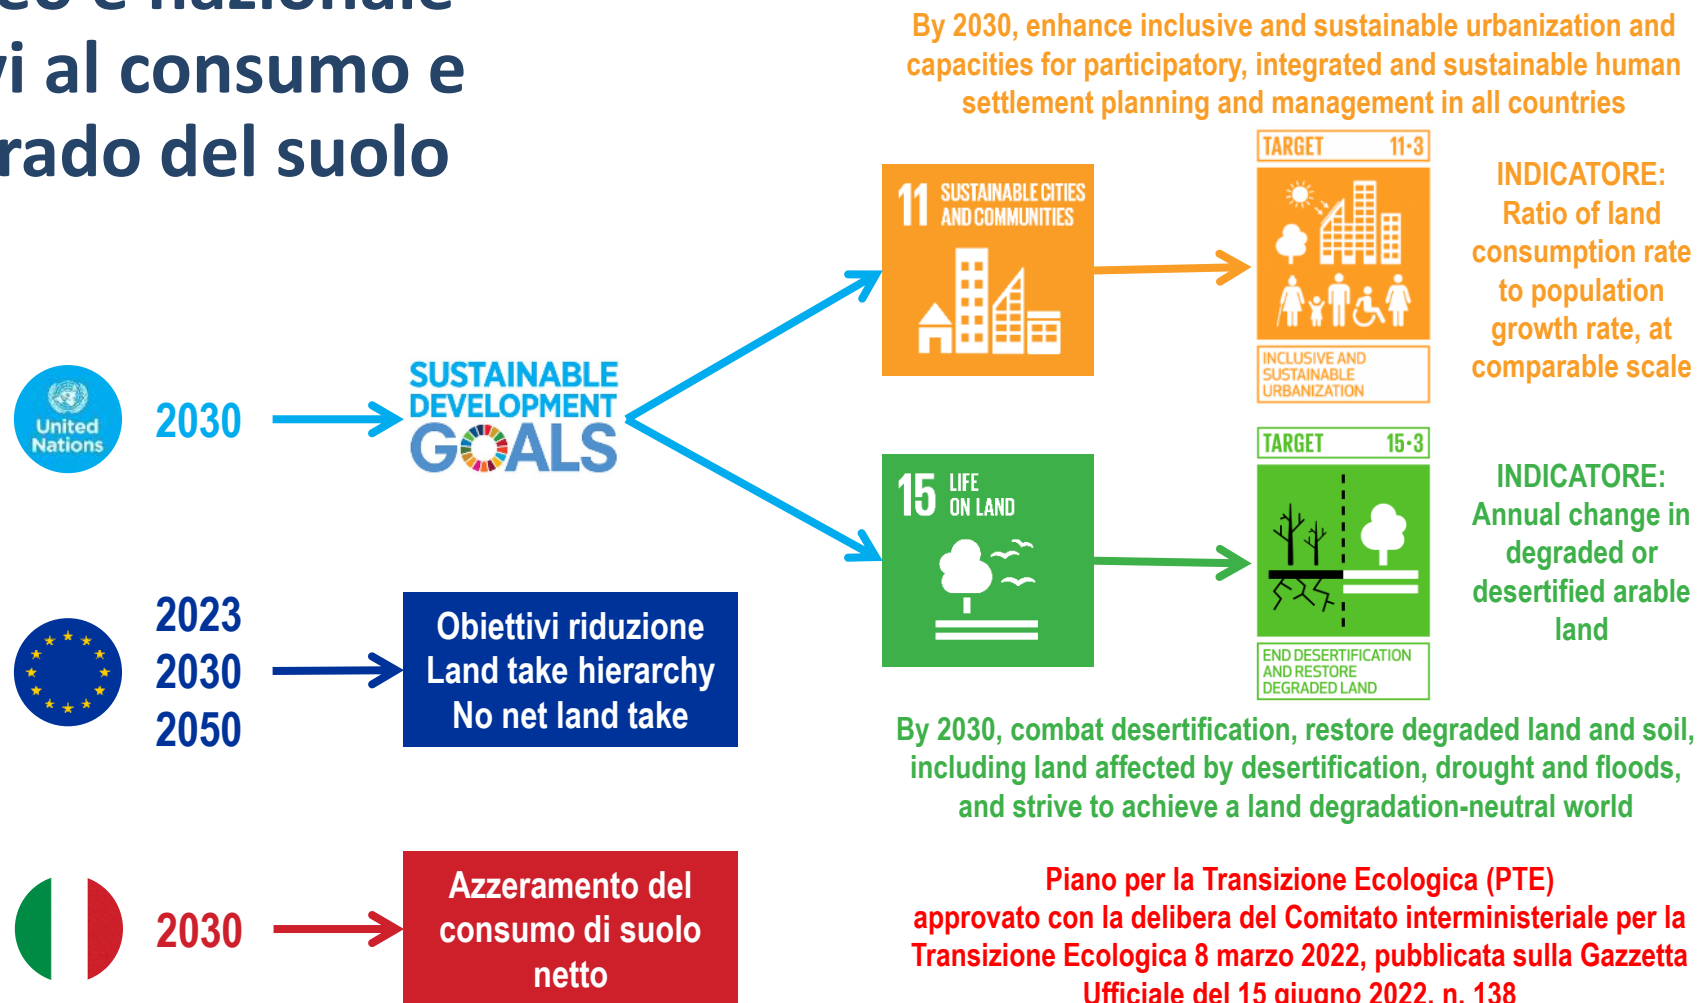 eo e nazionale
vi al consumo e
rado del suolo
By 2030, enhance inclusive and sustainable urbanization and
capacities for participatory, integrated and sustainable human
settlement planning and management in all countries
11 SUSTAINABLE CITIES
AND COMMUNITIES
TARGET 11·3
INCLUSIVE AND
SUSTAINABLE
URBANIZATION
INDICATORE:
Ratio of land
consumption rate
to population
growth rate, at
comparable scale
United
Nations
2030
SUSTAINABLE
DEVELOPMENT
GOALS
15 LIFE
ON LAND
TARGET 15·3
END DESERTIFICATION
AND RESTORE
DEGRADED LAND
INDICATORE:
Annual change in
degraded or
desertified arable
land
2023
2030
2050
Obiettivi riduzione
Land take hierarchy
No net land take
By 2030, combat desertification, restore degraded land and soil,
including land affected by desertification, drought and floods,
and strive to achieve a land degradation-neutral world
2030
Azzeramento del
consumo di suolo
netto
Piano per la Transizione Ecologica (PTE)
approvato con la delibera del Comitato interministeriale per la
Transizione Ecologica 8 marzo 2022, pubblicata sulla Gazzetta
Ufficiale del 15 giugno 2022, n. 138